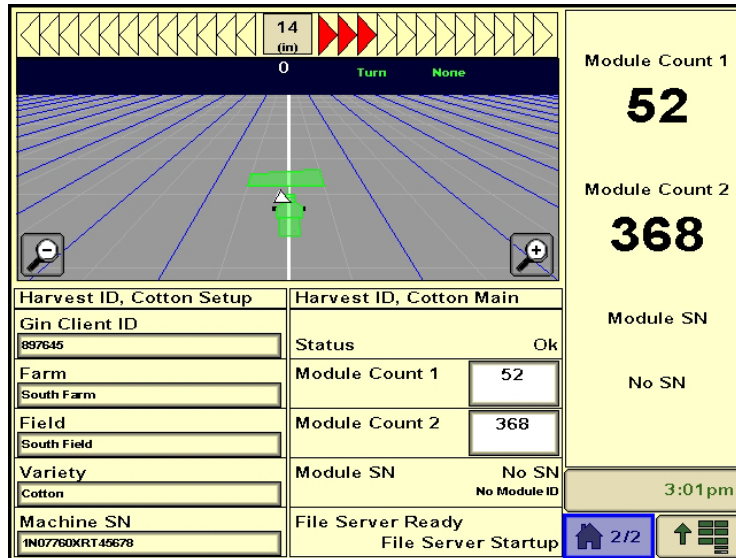 14
(in)
0
Turn None
Harvest ID, Cotton Setup
Gin Client ID
897645
Farm
South Farm
Field
South Field
Variety
Cotton
Machine SN
1N07760XRT45678
Harvest ID, Cotton Main
Status Ok
Module Count 1 52
Module Count 2 368
Module SN No SN
No Module ID
File Server Ready
File Server Startup
Module Count 1
52
Module Count 2
368
Module SN
No SN
3:01pm
2/2